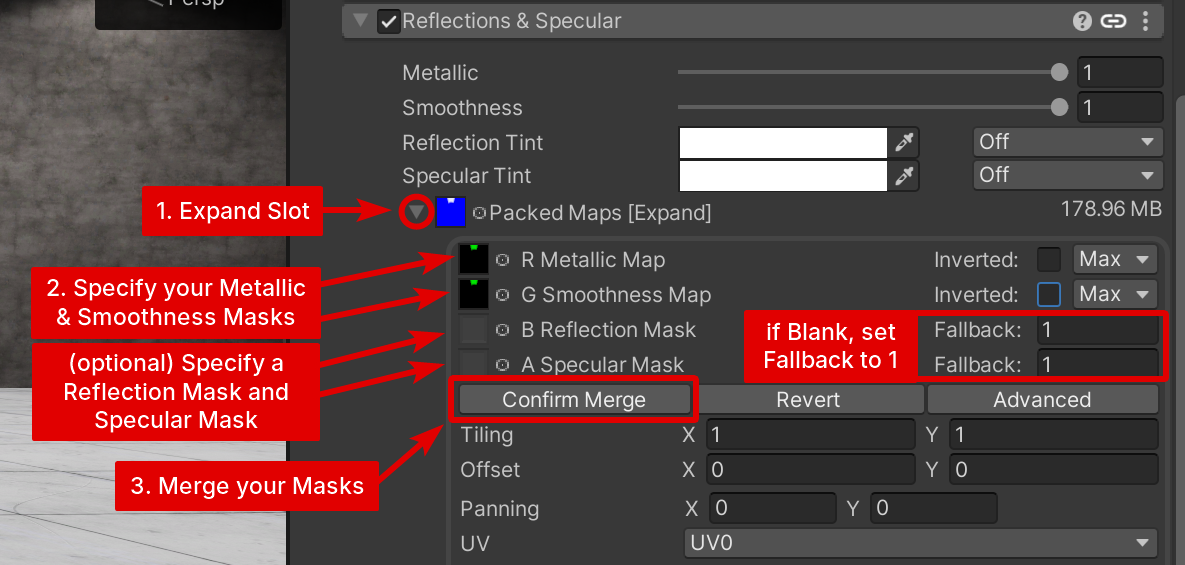 Persp
Reflections & Specular
Metallic 1
Smoothness 1
Reflection Tint Off
Specular Tint Off
1. Expand Slot
Packed Maps [Expand] 178.96 MB
R Metallic Map Inverted: Max
2. Specify your Metallic
& Smoothness Masks
G Smoothness Map Inverted: Max
B Reflection Mask Fallback: 1
if Blank, set
Fallback to 1
(optional) Specify a
Reflection Mask and
Specular Mask
A Specular Mask Fallback: 1
Confirm Merge Revert Advanced
Tiling X 1 Y 1
3. Merge your Masks
Offset X 0 Y 0
Panning X 0 Y 0
UV UV0